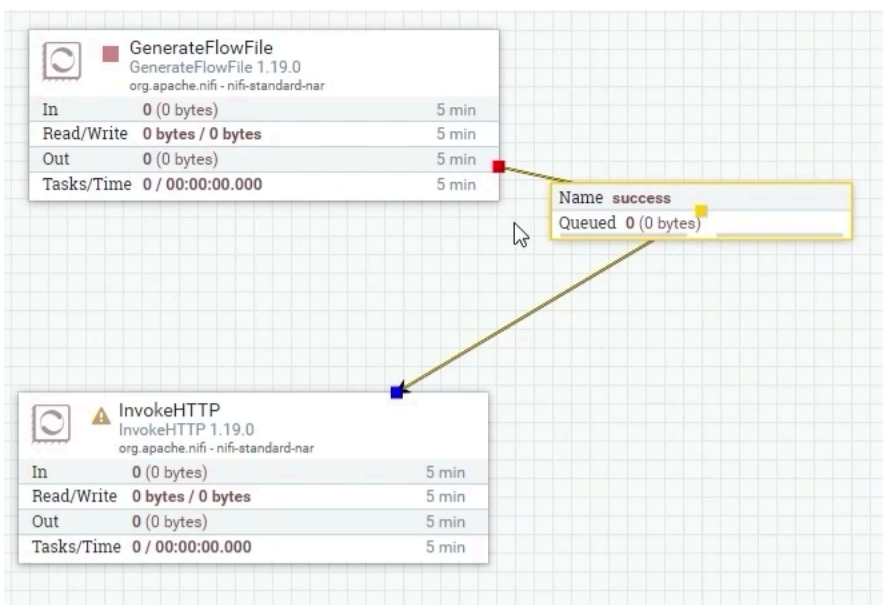 GenerateFlowFile
GenerateFlowFile 1.19.0
org.apache.nifi - nifi-standard-nar
In 0 (0 bytes) 5 min
Read/Write 0 bytes / 0 bytes 5 min
Out 0 (0 bytes) 5 min
Tasks/Time 0 / 00:00:00.000 5 min
Name success
Queued 0 (0 bytes)
InvokeHTTP
InvokeHTTP 1.19.0
org.apache.nifi - nifi-standard-nar
In 0 (0 bytes) 5 min
Read/Write 0 bytes / 0 bytes 5 min
Out 0 (0 bytes) 5 min
Tasks/Time 0 / 00:00:00.000 5 min